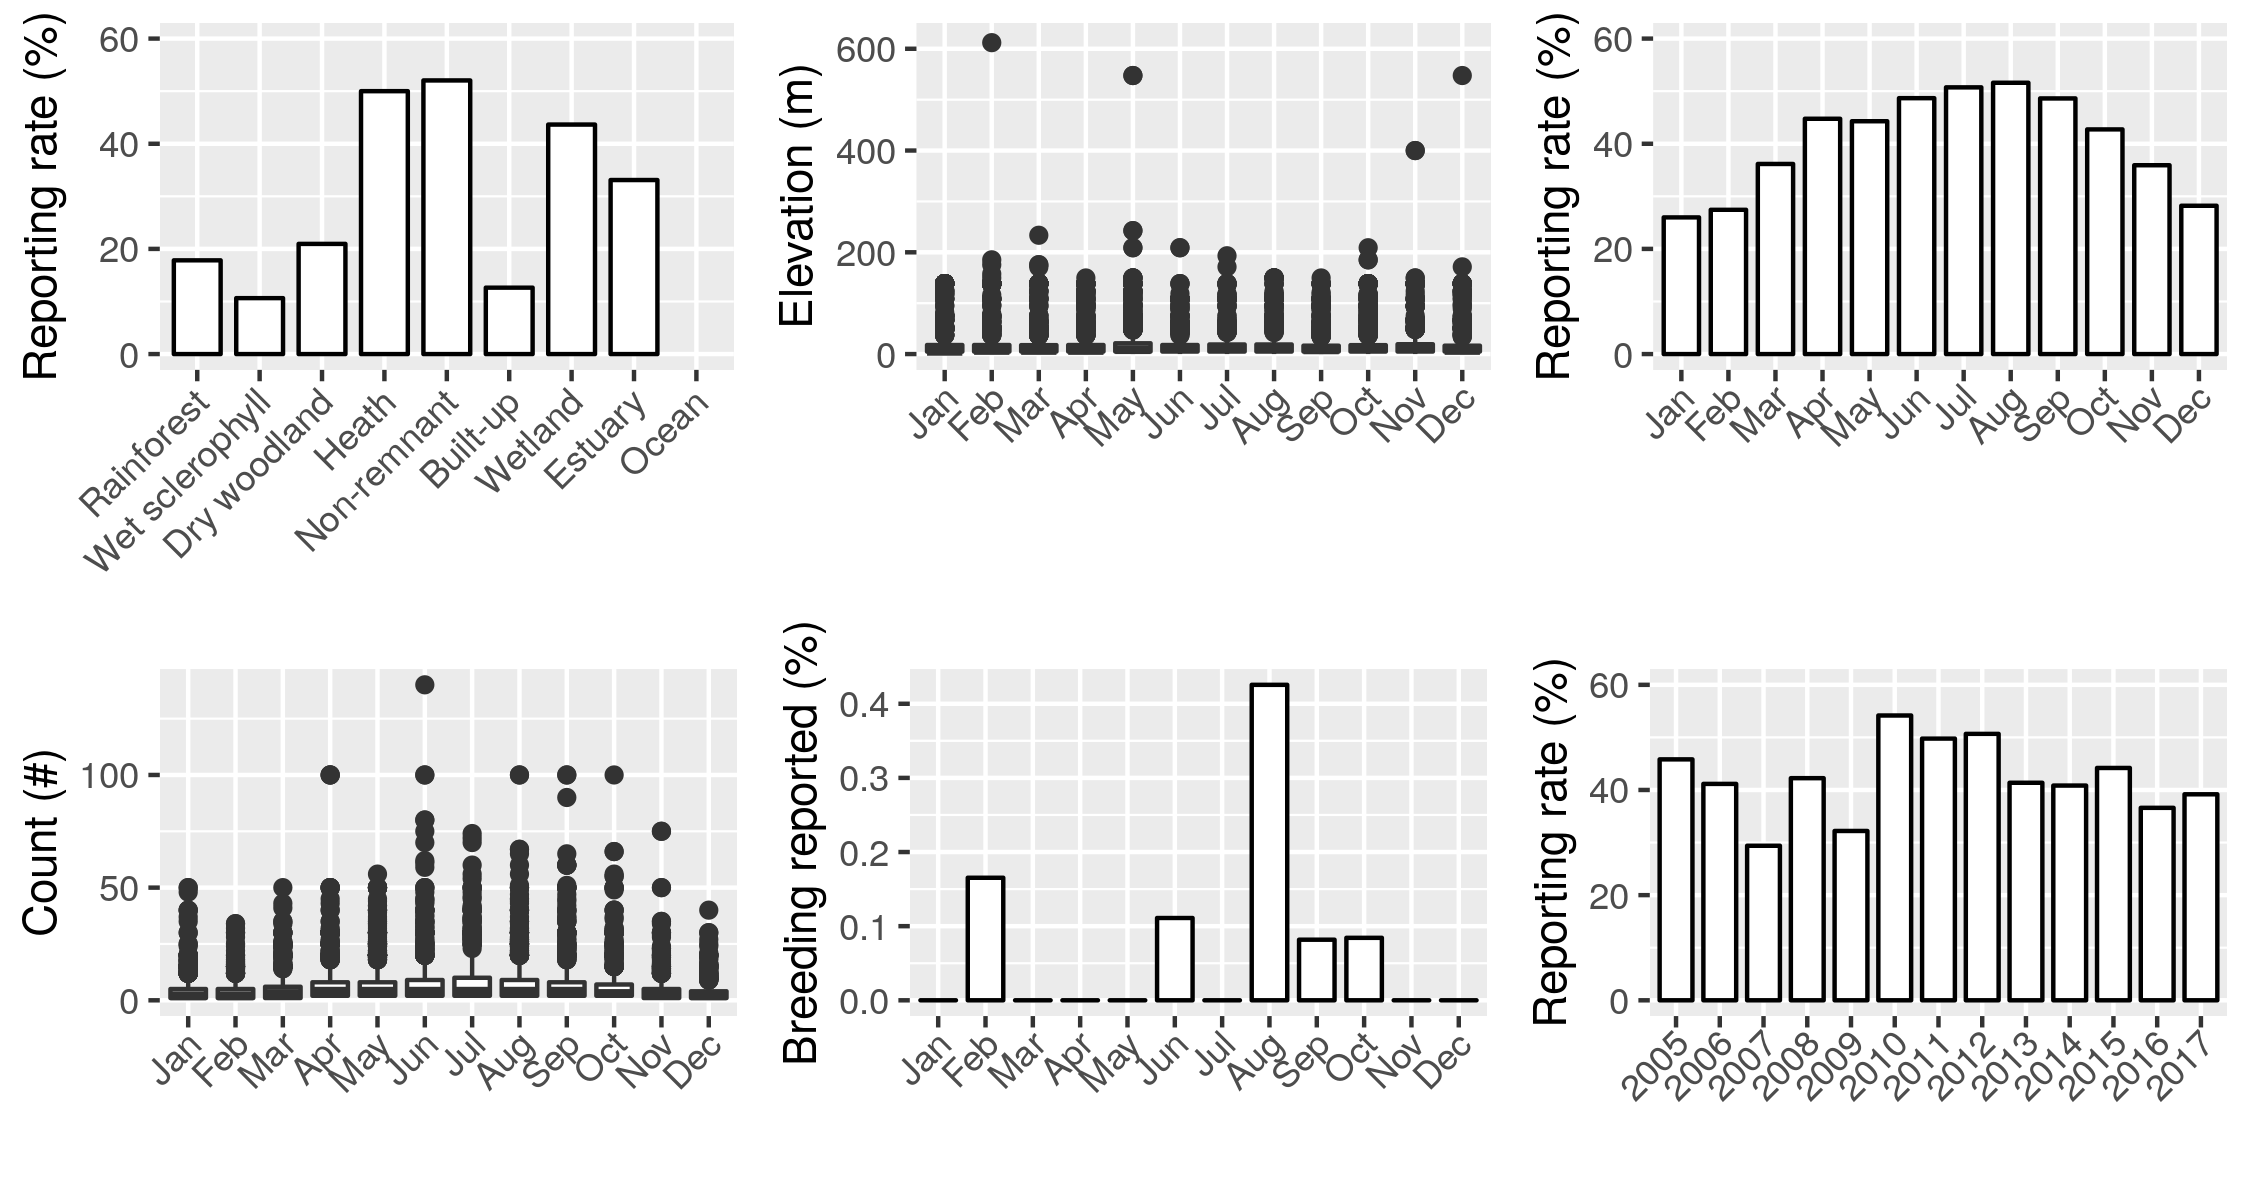 Reporting rate (%)
60
40
20
0
Rainforest
Wet sclerophyll
Dry woodland
Heath
Non-remnant
Built-up
Wetland
Estuary
Ocean
Elevation (m)
600
400
200
0
Jan
Feb
Mar
Apr
May
Jun
Jul
Aug
Sep
Oct
Nov
Dec
Reporting rate (%)
60
40
20
0
Jan
Feb
Mar
Apr
May
Jun
Jul
Aug
Sep
Oct
Nov
Dec
Count (#)
100
50
0
Jan
Feb
Mar
Apr
May
Jun
Jul
Aug
Sep
Oct
Nov
Dec
Breeding reported (%)
0.4
0.3
0.2
0.1
0.0
Jan
Feb
Mar
Apr
May
Jun
Jul
Aug
Sep
Oct
Nov
Dec
Reporting rate (%)
60
40
20
0
2005
2006
2007
2008
2009
2010
2011
2012
2013
2014
2015
2016
2017